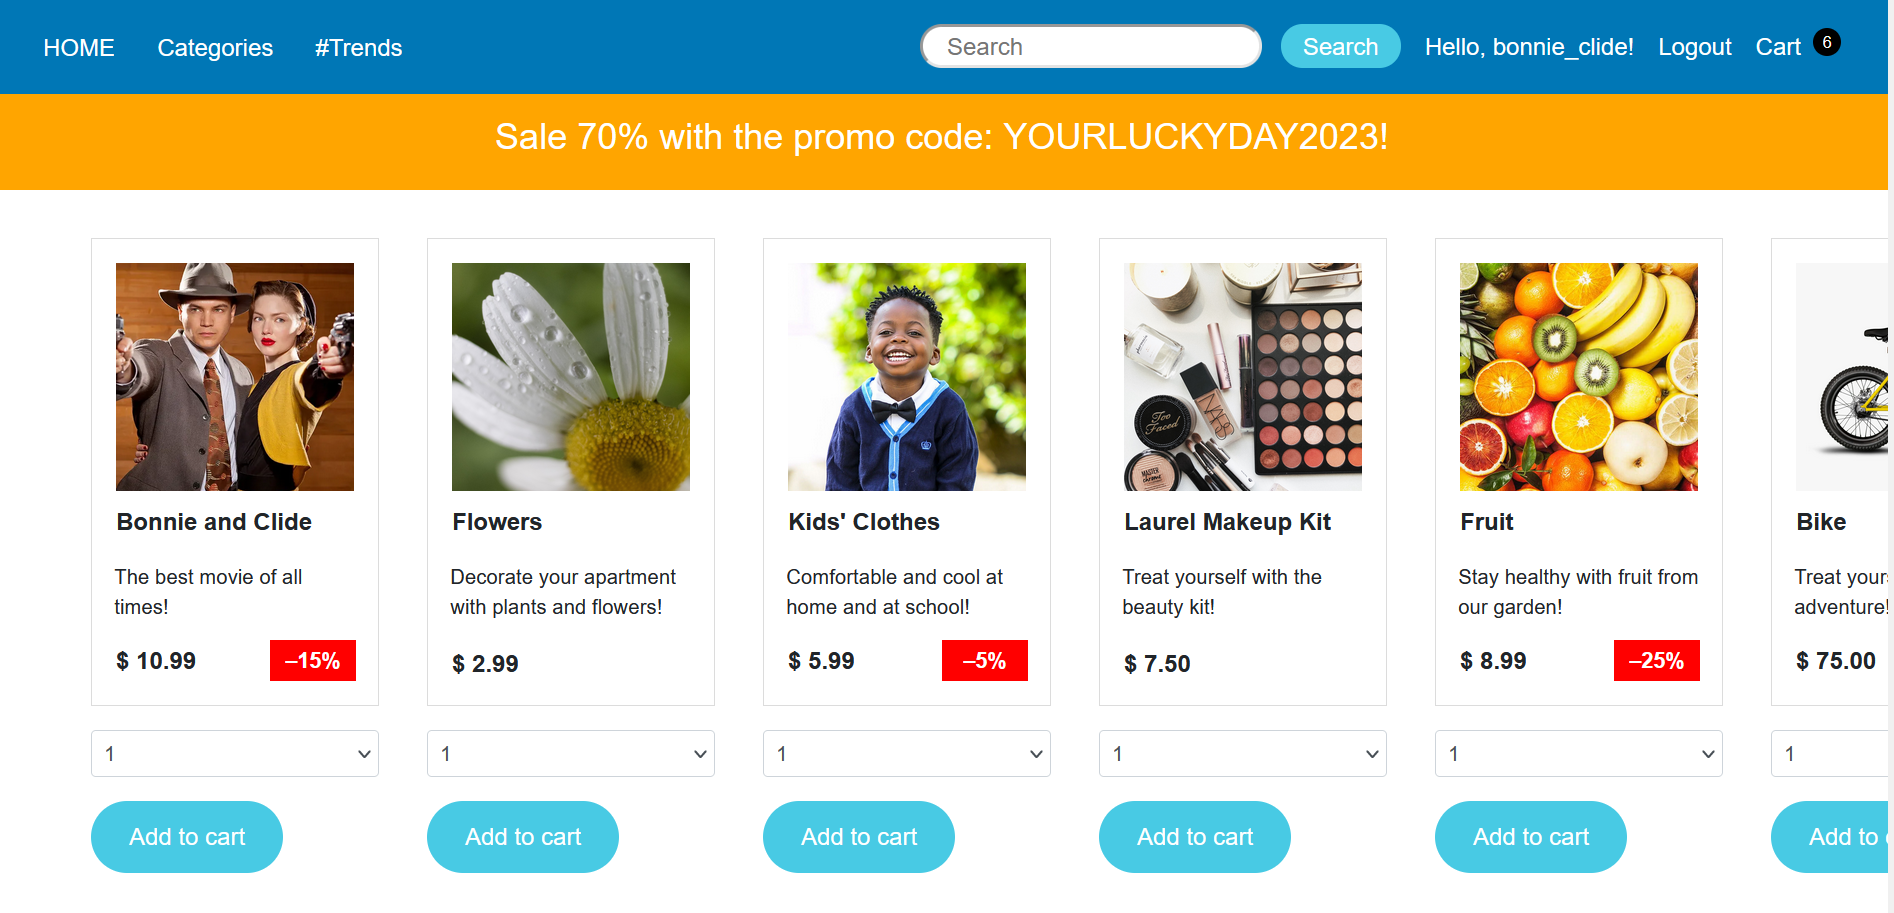 HOME Categories #Trends Search Search Hello, bonnie_clide! Logout Cart 6
Sale 70% with the promo code: YOURLUCKYDAY2023!
Too Faced
NARS
MASTER
Bonnie and Clide
The best movie of all
times!
$ 10.99 –15%
1
Add to cart
Flowers
Decorate your apartment
with plants and flowers!
$ 2.99
1
Add to cart
Kids' Clothes
Comfortable and cool at
home and at school!
$ 5.99 –5%
1
Add to cart
Laurel Makeup Kit
Treat yourself with the
beauty kit!
$ 7.50
1
Add to cart
Fruit
Stay healthy with fruit from
our garden!
$ 8.99 –25%
1
Add to cart
Bike
Treat your
adventure!
$ 75.00
1
Add to